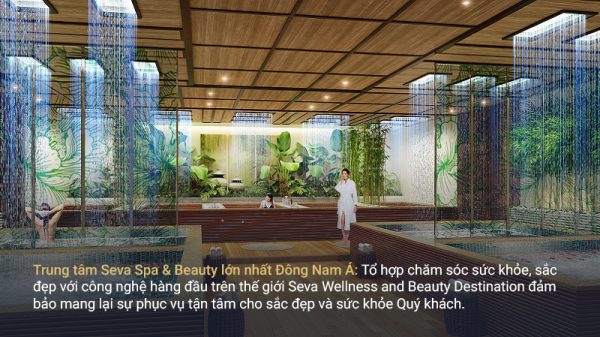 Trung tâm Seva Spa & Beauty lớn nhất Đông Nam Á: Tổ hợp chăm sóc sức khỏe, sắc
đẹp với công nghệ hàng đầu trên thế giới Seva Wellness and Beauty Destination đảm
bảo mang lại sự phục vụ tận tâm cho sắc đẹp và sức khỏe Quý khách.